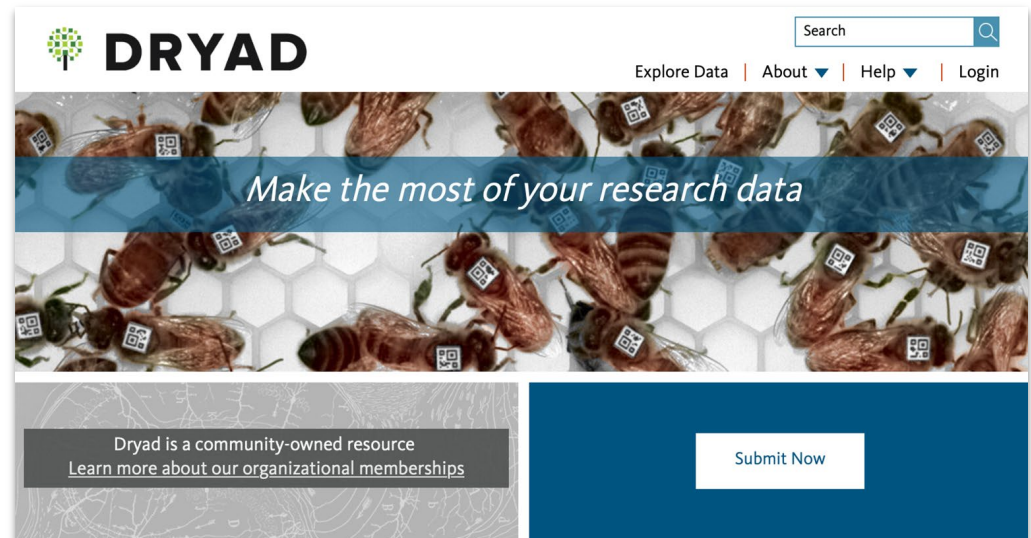 DRYAD
Search
Explore Data | About ▼ | Help ▼ | Login
Make the most of your research data
Dryad is a community-owned resource
Learn more about our organizational memberships
Submit Now